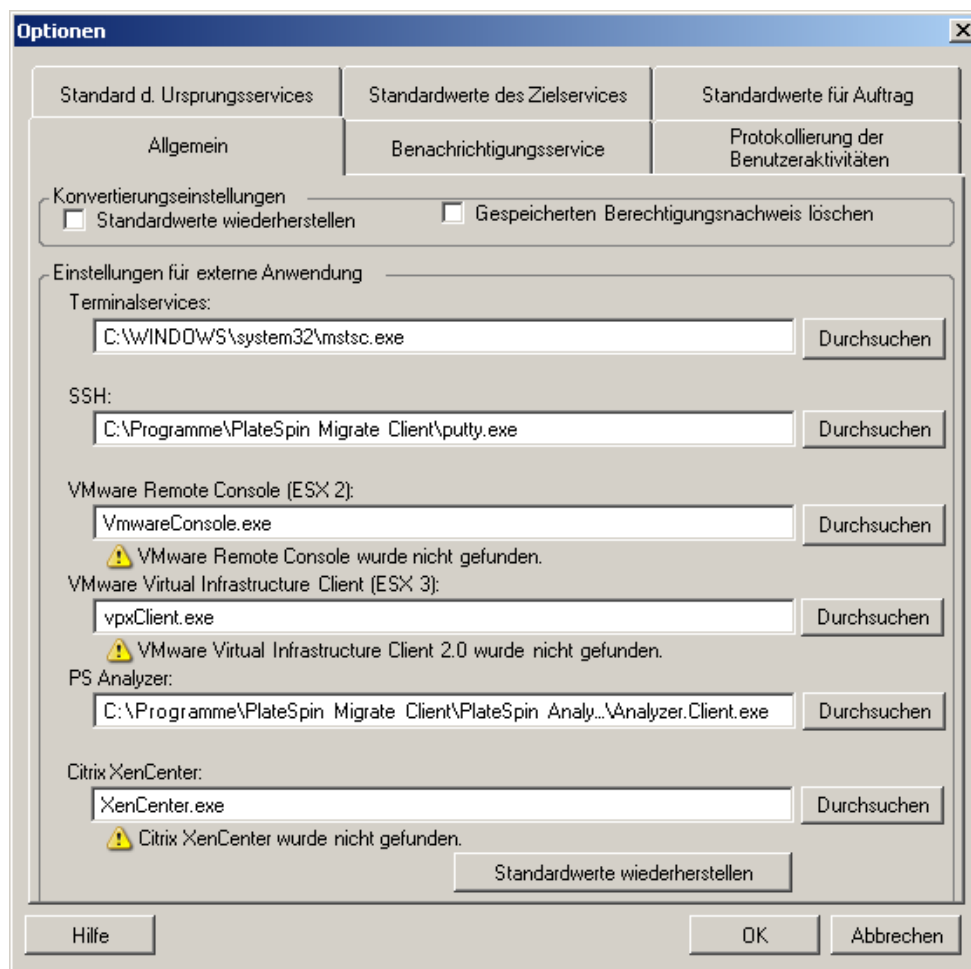 Optionen
Standard d. Ursprungsservices
Standardwerte des Zielservices
Standardwerte für Auftrag
Allgemein
Benachrichtigungsservice
Protokollierung der
Benutzeraktivitäten
Konvertierungseinstellungen
Standardwerte wiederherstellen
Gespeicherten Berechtigungsnachweis löschen
Einstellungen für externe Anwendung
Terminalservices:
C:\WINDOWS\system32\mstsc.exe
Durchsuchen
SSH:
C:\Programme\PlateSpin Migrate Client\putty.exe
Durchsuchen
VMware Remote Console (ESX 2):
VmwareConsole.exe
Durchsuchen
VMware Remote Console wurde nicht gefunden.
VMware Virtual Infrastructure Client (ESX 3):
vpxClient.exe
Durchsuchen
VMware Virtual Infrastructure Client 2.0 wurde nicht gefunden.
PS Analyzer:
C:\Programme\PlateSpin Migrate Client\PlateSpin Analy...\Analyzer.Client.exe
Durchsuchen
Citrix XenCenter:
XenCenter.exe
Durchsuchen
Citrix XenCenter wurde nicht gefunden.
Standardwerte wiederherstellen
Hilfe
OK
Abbrechen